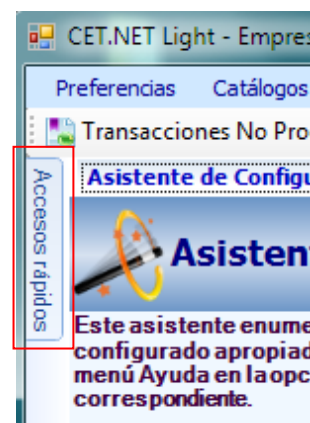 CET.NET Light - Empres
Preferencias Catálogos
Transacciones No Pro
Accesos rápidos
Asistente de Config
Asistent
Este asistente enume
configurado apropiad
menú Ayuda en la opc
correspondiente.